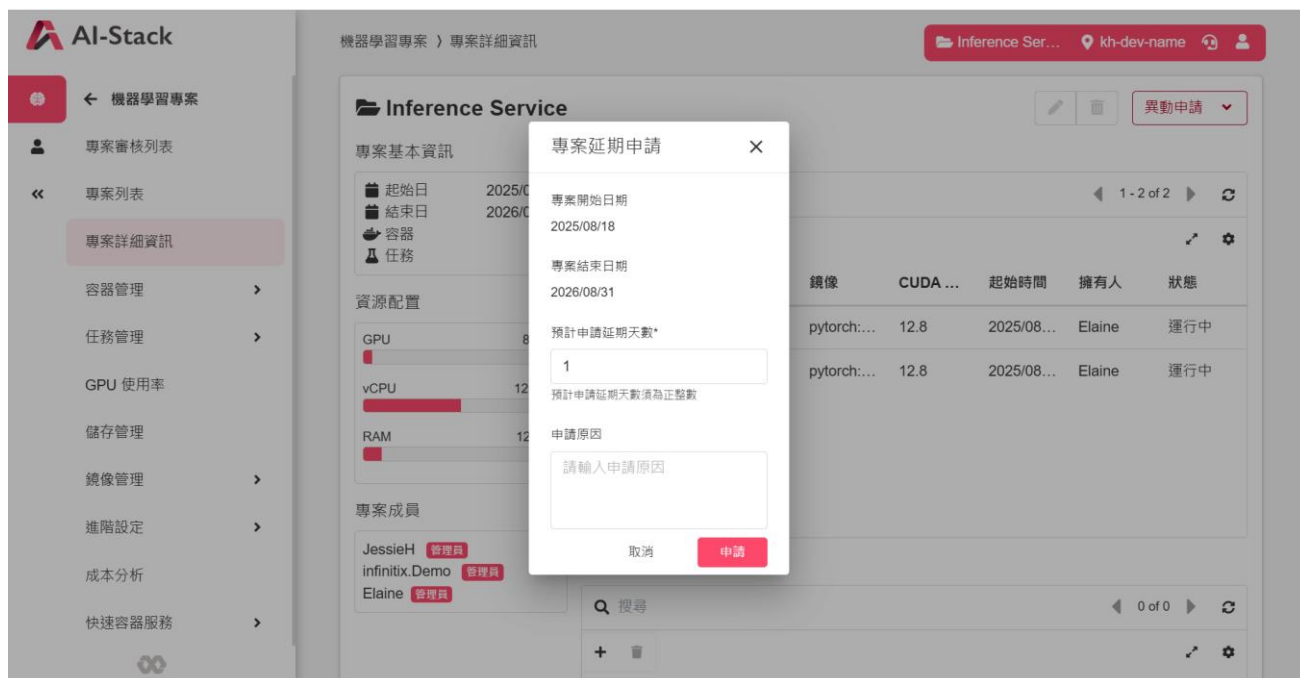 AI-Stack
機器學習專案 〉專案詳細資訊
Inference Ser...
kh-dev-name
機器學習專案
專案審核列表
專案列表
專案詳細資訊
容器管理
任務管理
GPU 使用率
儲存管理
鏡像管理
進階設定
成本分析
快速容器服務
Inference Service
異動申請
專案基本資訊
起始日 2025/0
結束日 2026/0
容器
任務
資源配置
GPU 8
vCPU 12
RAM 12
專案成員
JessieH 管理員
infinitix.Demo 管理員
Elaine 管理員
專案延期申請
專案開始日期
2025/08/18
專案結束日期
2026/08/31
預計申請延期天數*
1
預計申請延期天數須為正整數
申請原因
請輸入申請原因
取消 申請
1 - 2 of 2
鏡像 CUDA ... 起始時間 擁有人 狀態
pytorch:... 12.8 2025/08... Elaine 運行中
pytorch:... 12.8 2025/08... Elaine 運行中
搜尋
0 of 0